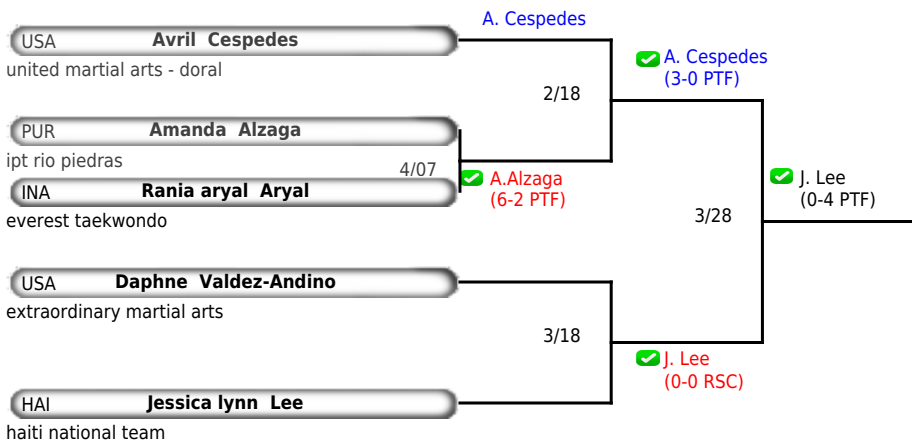 A. Cespedes
USA Avril Cespedes
united martial arts - doral
A. Cespedes
(3-0 PTF)
2/18
PUR Amanda Alzaga
ipt rio piedras
4/07
A.Alzaga
(6-2 PTF)
INA Rania aryal Aryal
everest taekwondo
J. Lee
(0-4 PTF)
3/28
USA Daphne Valdez-Andino
extraordinary martial arts
3/18
J. Lee
(0-0 RSC)
HAI Jessica lynn Lee
haiti national team